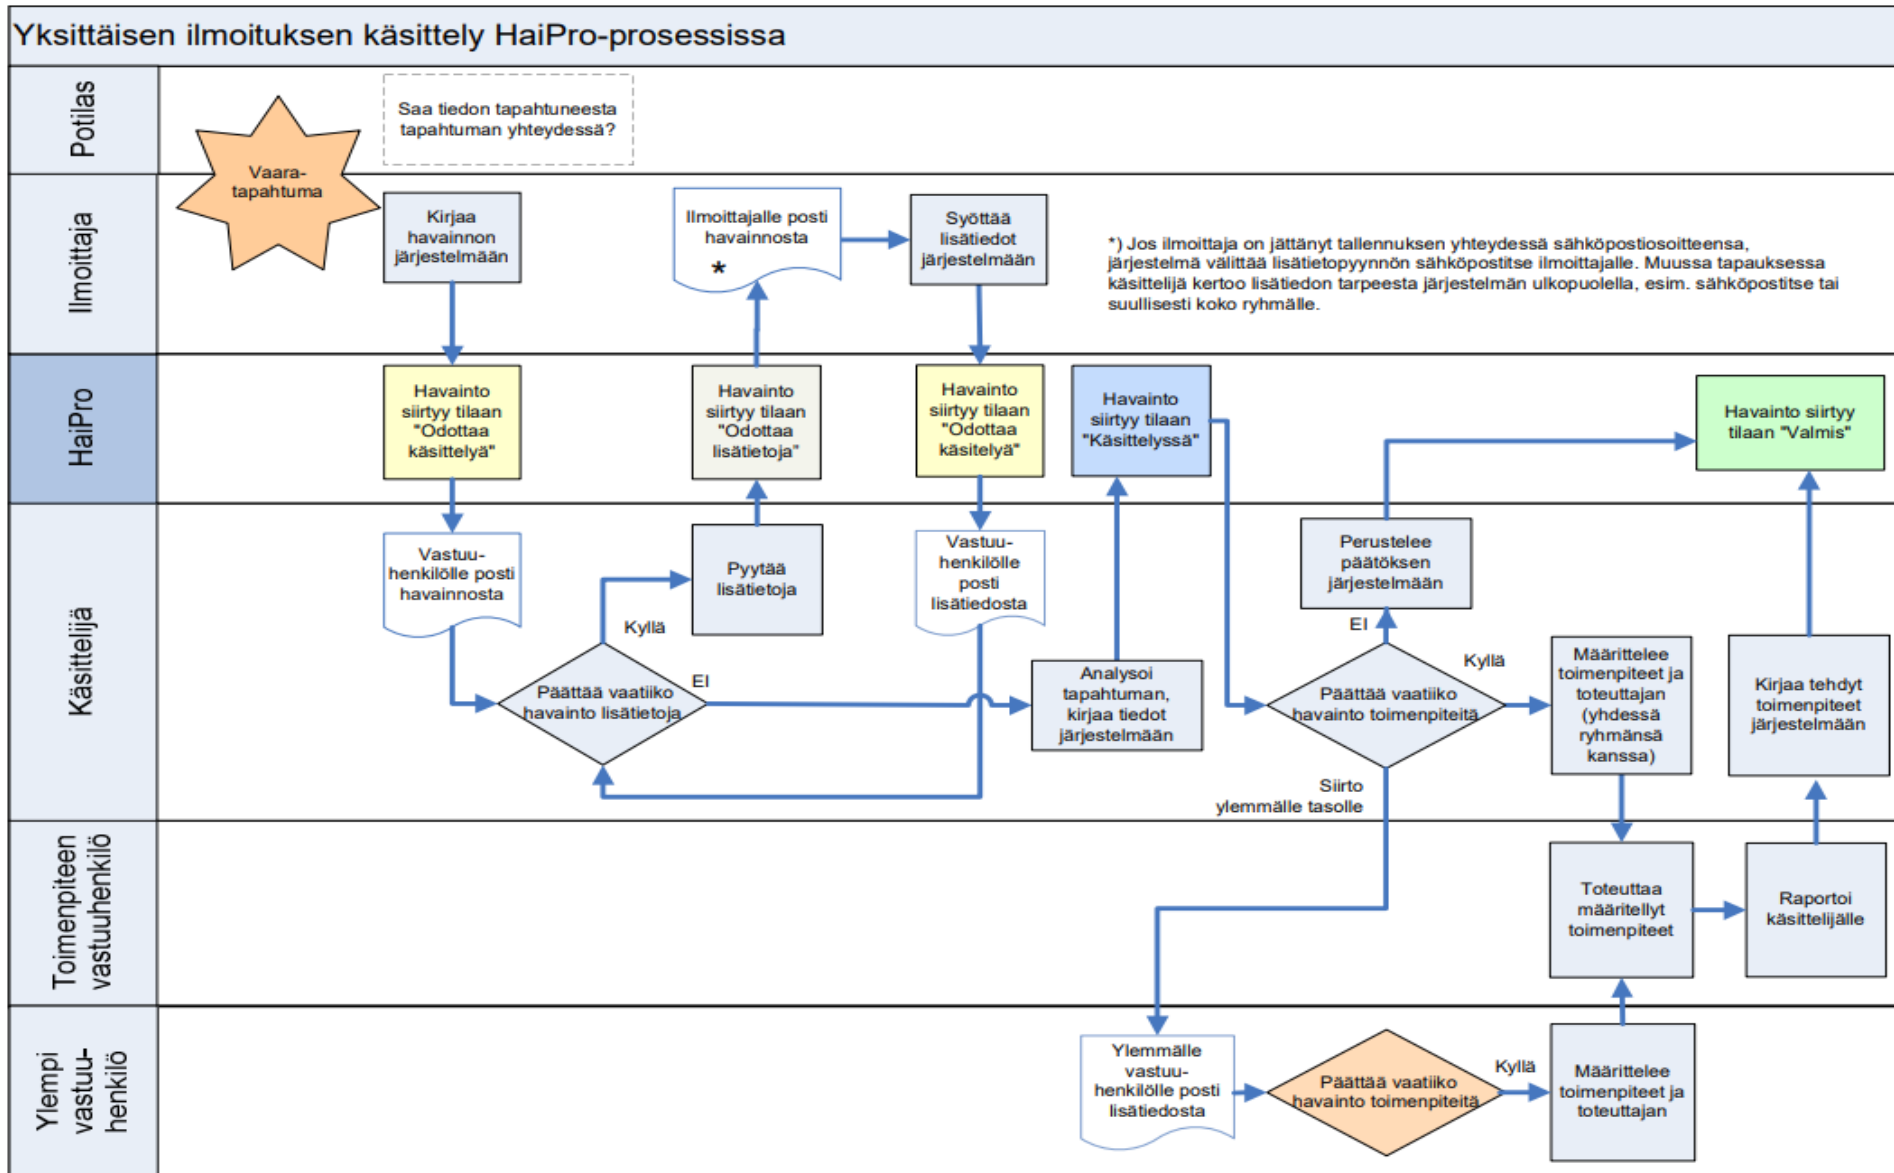 Yksittäisen ilmoituksen käsittely HaiPro-prosessissa
Potilas
Vaara-
tapahtuma
Saa tiedon tapahtuneesta
tapahtuman yhteydessä?
Ilmoittaja
Kirjaa
havainnon
järjestelmään
Ilmoittajalle posti
havainnosta
*
Syöttää
lisätiedot
järjestelmään
*) Jos ilmoittaja on jättänyt tallennuksen yhteydessä sähköpostiosoitteensa,
järjestelmä välittää lisätietopyynnön sähköpostitse ilmoittajalle. Muussa tapauksessa
käsittelijä kertoo lisätiedon tarpeesta järjestelmän ulkopuolella, esim. sähköpostitse tai
suullisesti koko ryhmälle.
HaiPro
Havainto
siirtyy tilaan
"Odottaa
käsittelyä"
Havainto
siirtyy tilaan
"Odottaa
lisätietoja"
Havainto
siirtyy tilaan
"Odottaa
käsitelyä"
Havainto
siirtyy tilaan
"Käsittelyssä"
Havainto siirtyy
tilaan "Valmis"
Käsittelijä
Vastuu-
henkilölle posti
havainnosta
Päättää vaatiiko
havainto lisätietoja
Kyllä
EI
Pyytää
lisätietoja
Vastuu-
henkilölle
posti
lisätiedosta
Analysoi
tapahtuman,
kirjaa tiedot
järjestelmään
Perustelee
päätöksen
järjestelmään
EI
Päättää vaatiiko
havainto toimenpiteitä
Kyllä
Siirto
ylemmälle tasolle
Määrittelee
toimenpiteet ja
toteuttajan
(yhdessä
ryhmänsä
kanssa)
Kirjaa tehdyt
toimenpiteet
järjestelmään
Toimenpiteen
vastuuhenkilö
Toteuttaa
määritellyt
toimenpiteet
Raportoi
käsittelijälle
Ylempi
vastuu-
henkilö
Ylemmälle
vastuu-
henkilölle posti
lisätiedosta
Päättää vaatiiko
havainto toimenpiteitä
Kyllä
Määrittelee
toimenpiteet ja
toteuttajan